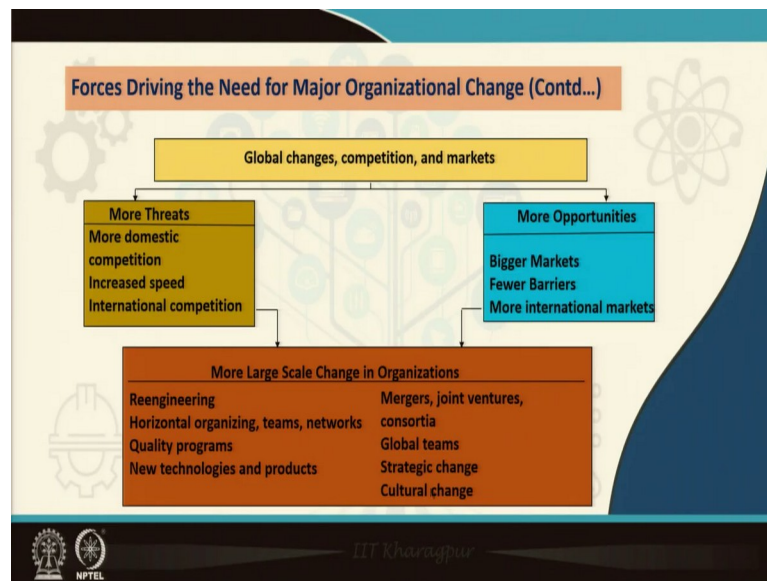 Forces Driving the Need for Major Organizational Change (Contd...)
Global changes, competition, and markets
More Threats
More domestic
competition
Increased speed
International competition
More Opportunities
Bigger Markets
Fewer Barriers
More international markets
More Large Scale Change in Organizations
Reengineering
Horizontal organizing, teams, networks
Quality programs
New technologies and products
Mergers, joint ventures,
consortia
Global teams
Strategic change
Cultural change
NPTEL
IIT Kharagpur